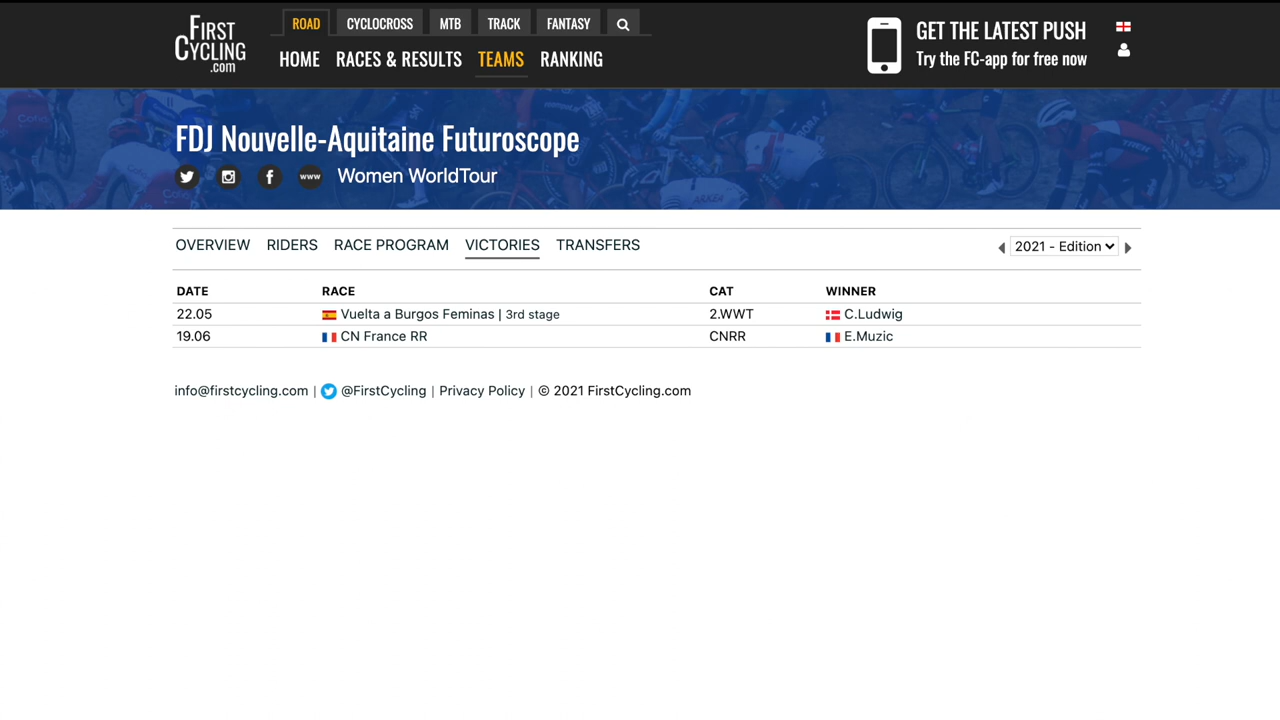 FIRST CYCLING .com
ROAD CYCLOCROSS MTB TRACK FANTASY
HOME RACES & RESULTS TEAMS RANKING
GET THE LATEST PUSH
Try the FC-app for free now
FDJ Nouvelle-Aquitaine Futuroscope
www Women WorldTour
OVERVIEW RIDERS RACE PROGRAM VICTORIES TRANSFERS 2021 - Edition
DATE RACE CAT WINNER
22.05 Vuelta a Burgos Feminas | 3rd stage 2.WWT C.Ludwig
19.06 CN France RR CNRR E.Muzic
info@firstcycling.com | @FirstCycling | Privacy Policy | © 2021 FirstCycling.com